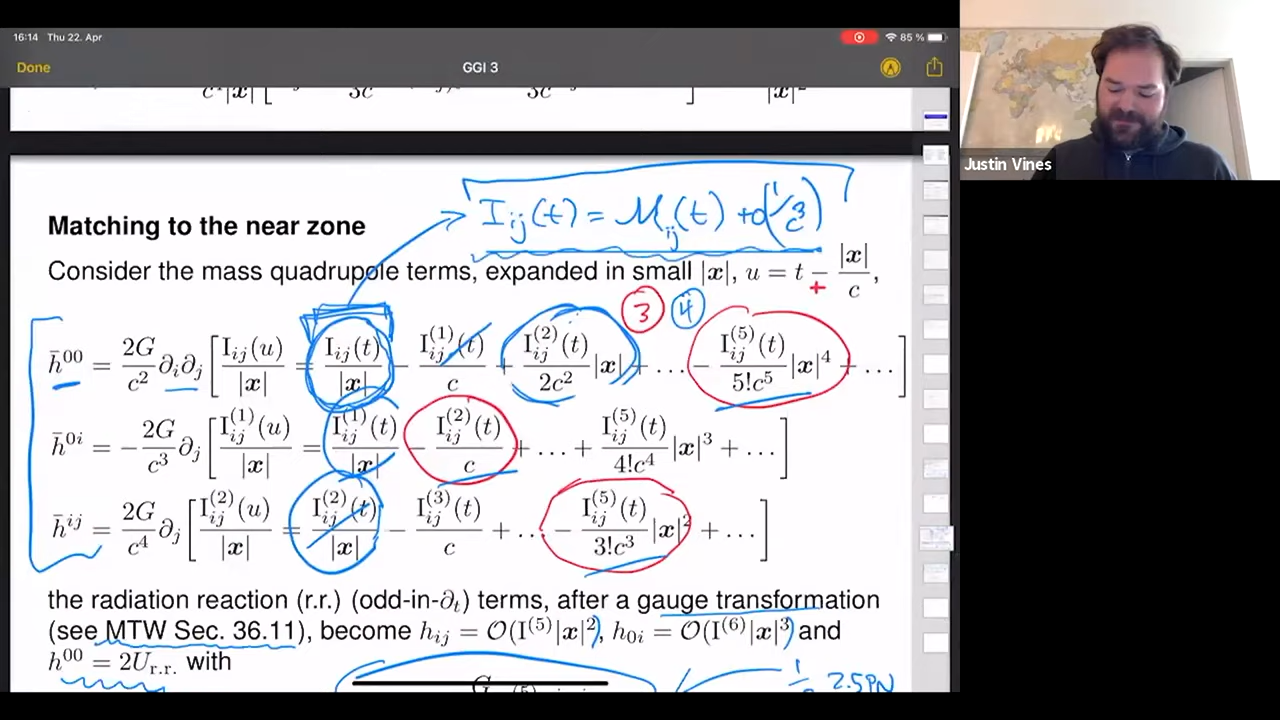 16:14 Thu 22. Apr
85 %
Done
GGI 3
3c
3c
Matching to the near zone
I_ij(t) = M_ij(t) + O(1/c^3)
Consider the mass quadrupole terms, expanded in small |x|, u = t − |x|/c,
+
3 4
h̄^00 = 2G/c^2 ∂_i∂_j [ I_ij(u)/|x| = I_ij(t)/|x| − I_ij^(1)(t)/c + I_ij^(2)(t)/2c^2 |x| + … − I_ij^(5)(t)/5!c^5 |x|^4 + … ]
h̄^0i = − 2G/c^3 ∂_j [ I_ij^(1)(u)/|x| = I_ij^(1)(t)/|x| − I_ij^(2)(t)/c + … + I_ij^(5)(t)/4!c^4 |x|^3 + … ]
h̄^ij = 2G/c^4 ∂_j [ I_ij^(2)(u)/|x| = I_ij^(2)(t)/|x| − I_ij^(3)(t)/c + … − I_ij^(5)(t)/3!c^3 |x|^2 + … ]
the radiation reaction (r.r.) (odd-in-∂_t) terms, after a gauge transformation
(see MTW Sec. 36.11), become h_ij = O(I^(5)|x|^2), h_0i = O(I^(6)|x|^3) and
h^00 = 2U_r.r. with
2.5PN
Justin Vines